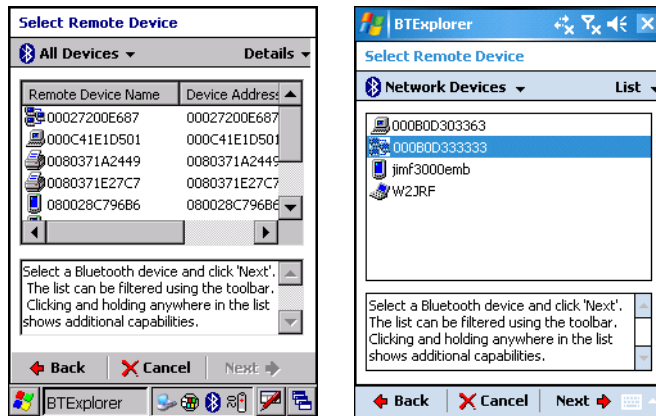 Select Remote Device
All Devices
Details
Remote Device Name
Device Address
00027200E687
00027200E687
000C41E1D501
000C41E1D501
0080371A2449
0080371A2449
0080371E27C7
0080371E27C7
080028C796B6
080028C796B6
Select a Bluetooth device and click 'Next'.
The list can be filtered using the toolbar.
Clicking and holding anywhere in the list
shows additional capabilities.
Back
Cancel
Next
BTExplorer
BTExplorer
Select Remote Device
Network Devices
List
000B0D303363
000B0D333333
jimf3000emb
W2JRF
Select a Bluetooth device and click 'Next'.
The list can be filtered using the toolbar.
Clicking and holding anywhere in the list
shows additional capabilities.
Back
Cancel
Next